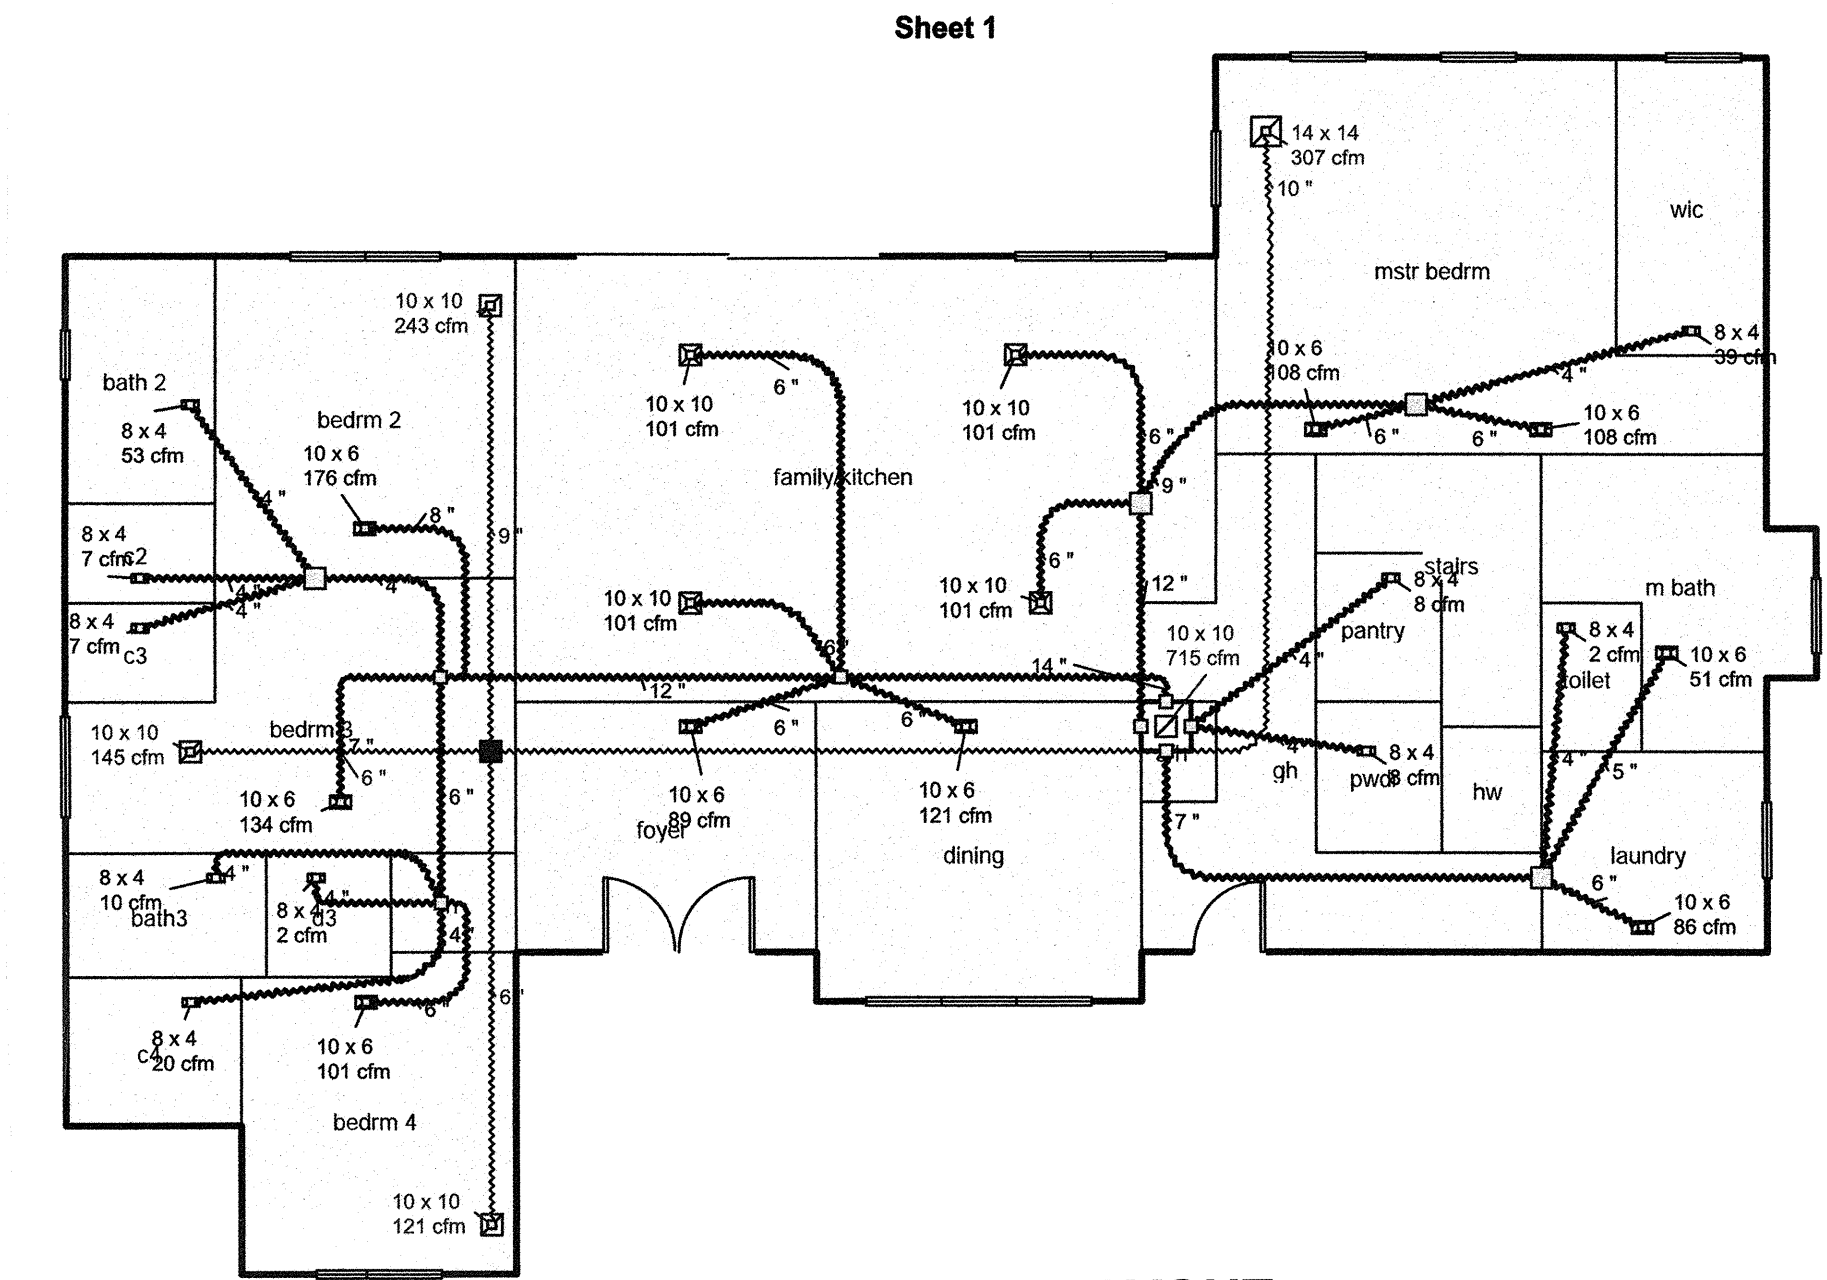 Sheet 1
14 x 14
307 cfm
10 "
wic
mstr bedrm
10 x 10
243 cfm
8 x 4
39 cfm
10 x 6
108 cfm
4 "
6 "
6 "
10 x 6
108 cfm
bath 2
8 x 4
53 cfm
bedrm 2
10 x 6
176 cfm
6 "
10 x 10
101 cfm
10 x 10
101 cfm
6 "
family/kitchen
9 "
4 "
8 "
9 "
8 x 4
7 cfm
c2
4 "
4
4 "
8 x 4
7 cfm
c3
10 x 10
101 cfm
6
10 x 10
101 cfm
6 "
12 "
stairs
8 x 4
8 cfm
m bath
pantry
4 "
8 x 4
2 cfm
toilet
10 x 6
51 cfm
10 x 10
715 cfm
14 "
12 "
bedrm 3
10 x 10
145 cfm
7 "
6 "
10 x 6
134 cfm
6 "
6 "
6 "
10 x 6
89 cfm
foyer
10 x 6
121 cfm
dining
7 "
gh
4
8 x 4
8 cfm
pwdr
hw
4 "
5 "
laundry
6 "
10 x 6
86 cfm
8 x 4
10 cfm
bath3
4 "
8 x 4
2 cfm
4 "
4 "
6 "
6
8 x 4
20 cfm
c4
10 x 6
101 cfm
bedrm 4
10 x 10
121 cfm